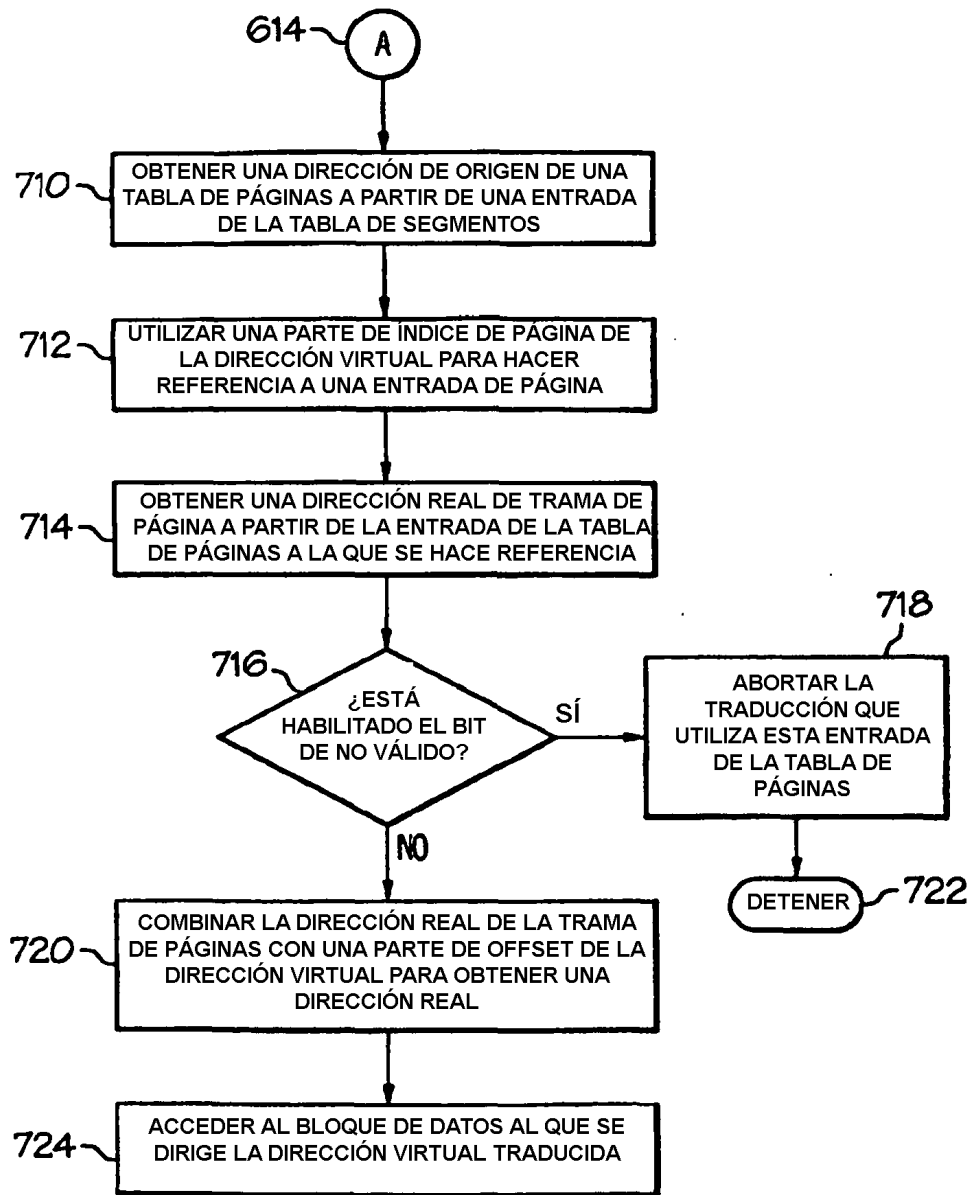 614
A
710
OBTENER UNA DIRECCIÓN DE ORIGEN DE UNA
TABLA DE PÁGINAS A PARTIR DE UNA ENTRADA
DE LA TABLA DE SEGMENTOS
712
UTILIZAR UNA PARTE DE ÍNDICE DE PÁGINA DE
LA DIRECCIÓN VIRTUAL PARA HACER
REFERENCIA A UNA ENTRADA DE PÁGINA
714
OBTENER UNA DIRECCIÓN REAL DE TRAMA DE
PÁGINA A PARTIR DE LA ENTRADA DE LA TABLA
DE PÁGINAS A LA QUE SE HACE REFERENCIA
716
¿ESTÁ
HABILITADO EL BIT
DE NO VÁLIDO?
SÍ
718
ABORTAR LA
TRADUCCIÓN QUE
UTILIZA ESTA ENTRADA
DE LA TABLA DE
PÁGINAS
NO
DETENER
722
720
COMBINAR LA DIRECCIÓN REAL DE LA TRAMA
DE PÁGINAS CON UNA PARTE DE OFFSET DE LA
DIRECCIÓN VIRTUAL PARA OBTENER UNA
DIRECCIÓN REAL
724
ACCEDER AL BLOQUE DE DATOS AL QUE SE
DIRIGE LA DIRECCIÓN VIRTUAL TRADUCIDA